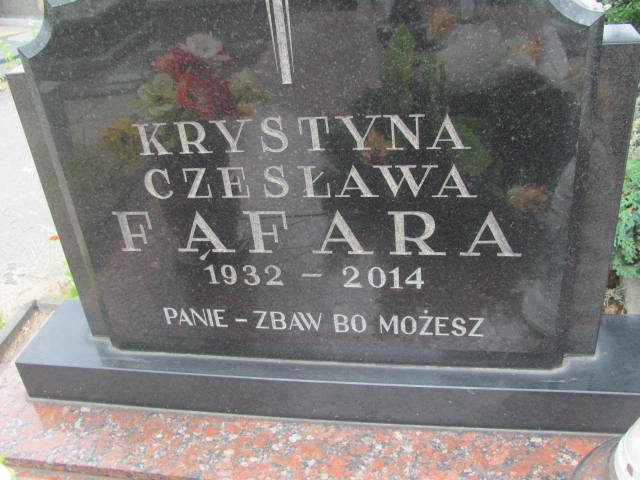 KRYSTYNA
CZESŁAWA
FĄFARA
1932 – 2014
PANIE – ZBAW BO MOŻESZ